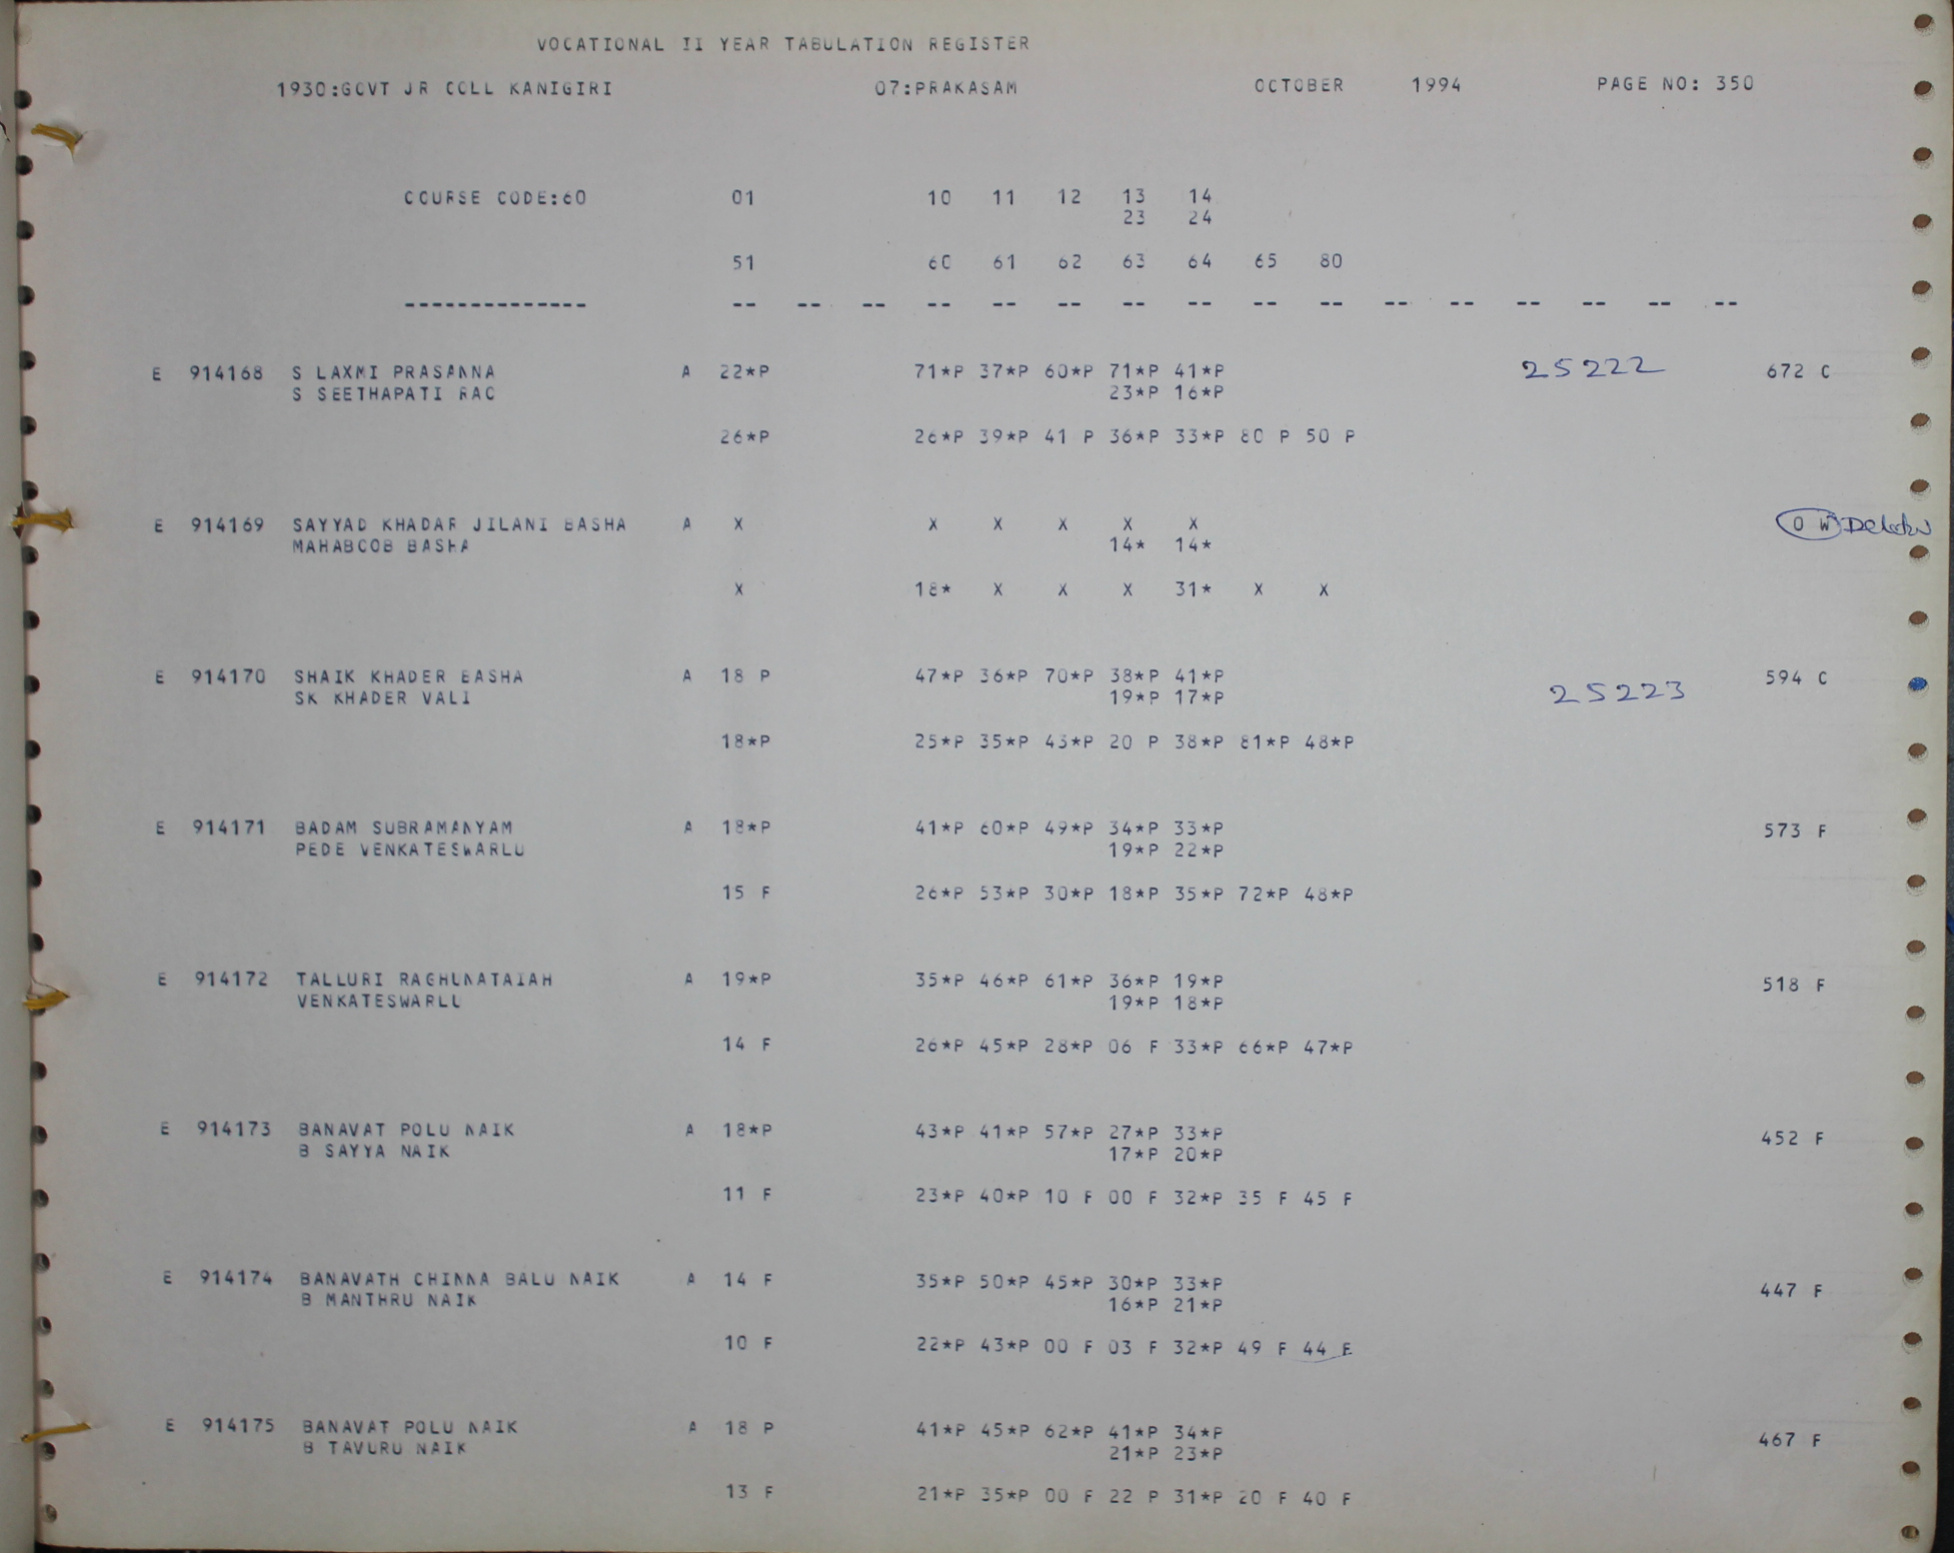 VOCATIONAL II YEAR TABULATION REGISTER
1930:GOVT JR COLL KANIGIRI 07:PRAKASAM OCTOBER 1994 PAGE NO: 350
COURSE CODE:60 01 10 11 12 13 14
23 24
51 60 61 62 63 64 65 80
-------------- -- -- -- -- -- -- -- -- -- -- -- -- -- -- -- --
E 914168 S LAXMI PRASANNA A 22*P 71*P 37*P 60*P 71*P 41*P 25222 672 C
S SEETHAPATI RAO 23*P 16*P
26*P 26*P 39*P 41 P 36*P 33*P 80 P 50 P
E 914169 SAYYAD KHADAR JILANI BASHA A X X X X X X 0 W
MAHABOOB BASHA 14* 14*
X 18* X X X 31* X X
E 914170 SHAIK KHADER BASHA A 18 P 47*P 36*P 70*P 38*P 41*P 594 C
SK KHADER VALI 19*P 17*P 25223
18*P 25*P 35*P 43*P 20 P 38*P 81*P 48*P
E 914171 BADAM SUBRAMANYAM A 18*P 41*P 60*P 49*P 34*P 33*P 573 F
PEDE VENKATESWARLU 19*P 22*P
15 F 26*P 53*P 30*P 18*P 35*P 72*P 48*P
E 914172 TALLURI RAGHUNATAIAH A 19*P 35*P 46*P 61*P 36*P 19*P 518 F
VENKATESWARLU 19*P 18*P
14 F 26*P 45*P 28*P 06 F 33*P 66*P 47*P
E 914173 BANAVAT POLU NAIK A 18*P 43*P 41*P 57*P 27*P 33*P 452 F
B SAYYA NAIK 17*P 20*P
11 F 23*P 40*P 10 F 00 F 32*P 35 F 45 F
E 914174 BANAVATH CHINNA BALU NAIK A 14 F 35*P 50*P 45*P 30*P 33*P 447 F
B MANTHRU NAIK 16*P 21*P
10 F 22*P 43*P 00 F 03 F 32*P 49 F 44 F
E 914175 BANAVAT POLU NAIK A 18 P 41*P 45*P 62*P 41*P 34*P 467 F
B TAVURU NAIK 21*P 23*P
13 F 21*P 35*P 00 F 22 P 31*P 20 F 40 F